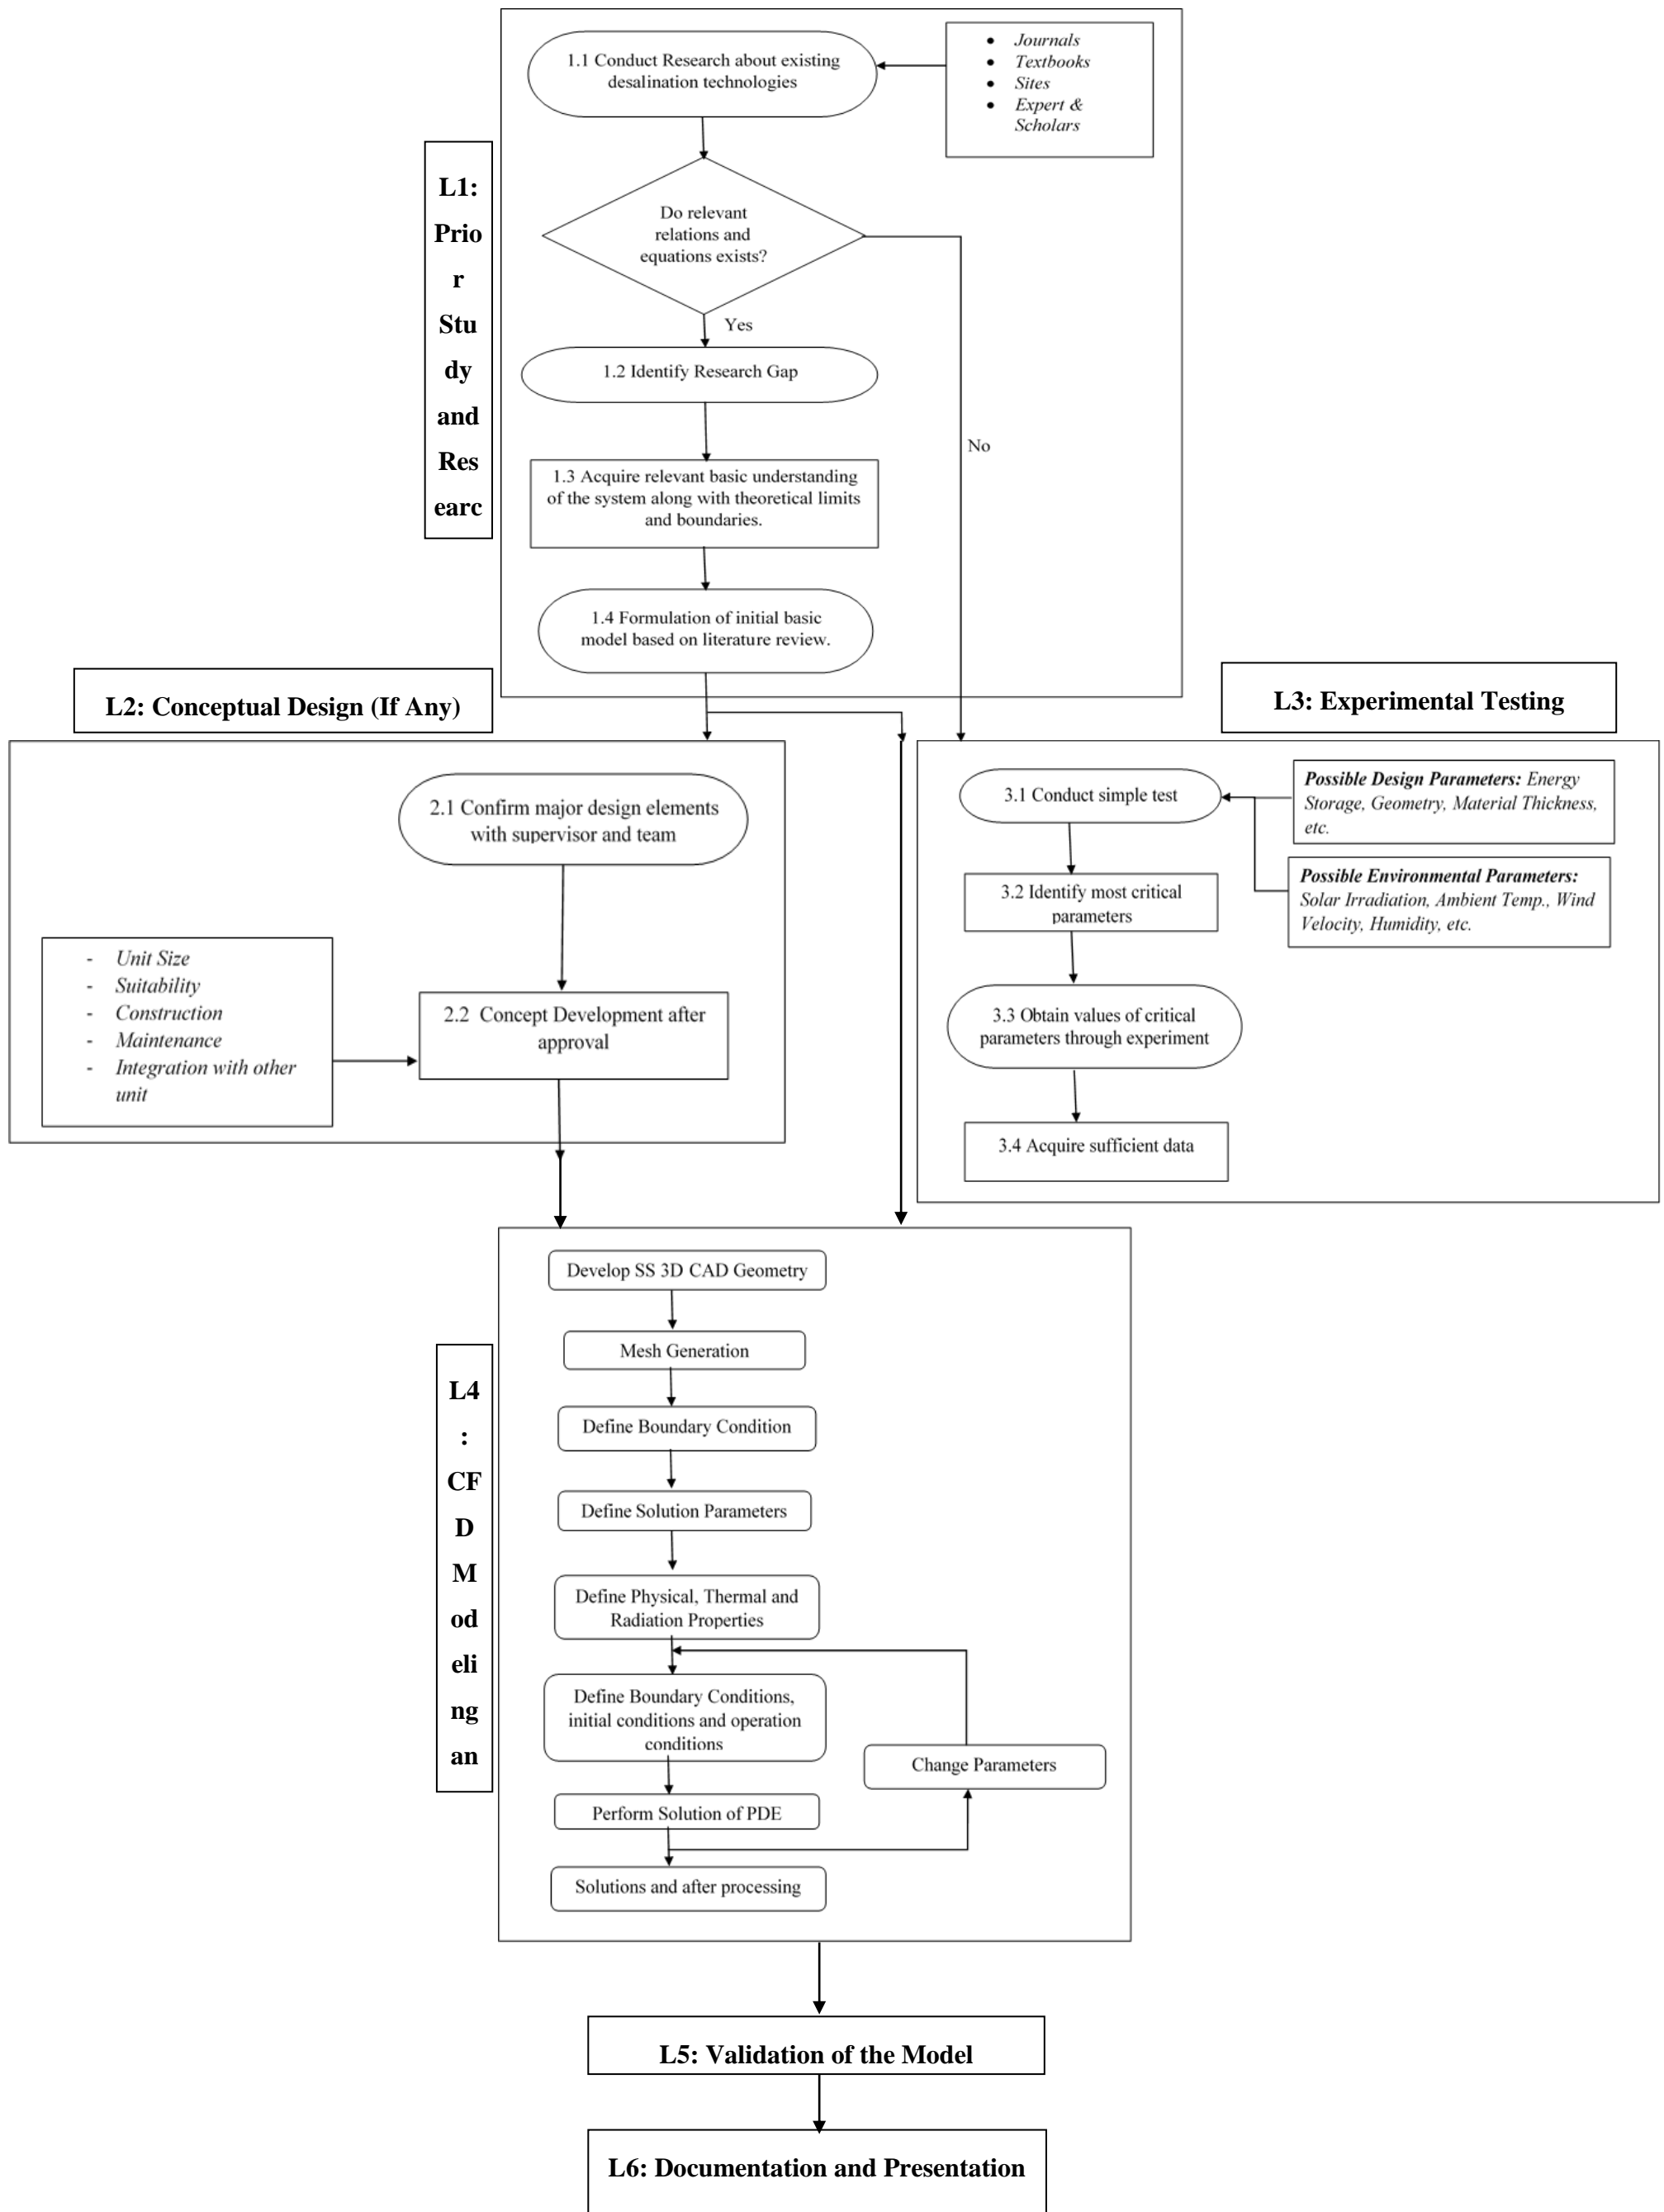 1.1 Conduct Research about existing
desalination technologies
• Journals
• Textbooks
• Sites
• Expert &
Scholars
L1:
Prio
r
Stu
dy
and
Res
earc
Do relevant
relations and
equations exists?
Yes
No
1.2 Identify Research Gap
1.3 Acquire relevant basic understanding
of the system along with theoretical limits
and boundaries.
1.4 Formulation of initial basic
model based on literature review.
L2: Conceptual Design (If Any)
2.1 Confirm major design elements
with supervisor and team
- Unit Size
- Suitability
- Construction
- Maintenance
- Integration with other
unit
2.2 Concept Development after
approval
L3: Experimental Testing
3.1 Conduct simple test
Possible Design Parameters: Energy
Storage, Geometry, Material Thickness,
etc.
Possible Environmental Parameters:
Solar Irradiation, Ambient Temp., Wind
Velocity, Humidity, etc.
3.2 Identify most critical
parameters
3.3 Obtain values of critical
parameters through experiment
3.4 Acquire sufficient data
L4
:
CF
D
M
od
eli
ng
an
Develop SS 3D CAD Geometry
Mesh Generation
Define Boundary Condition
Define Solution Parameters
Define Physical, Thermal and
Radiation Properties
Define Boundary Conditions,
initial conditions and operation
conditions
Change Parameters
Perform Solution of PDE
Solutions and after processing
L5: Validation of the Model
L6: Documentation and Presentation